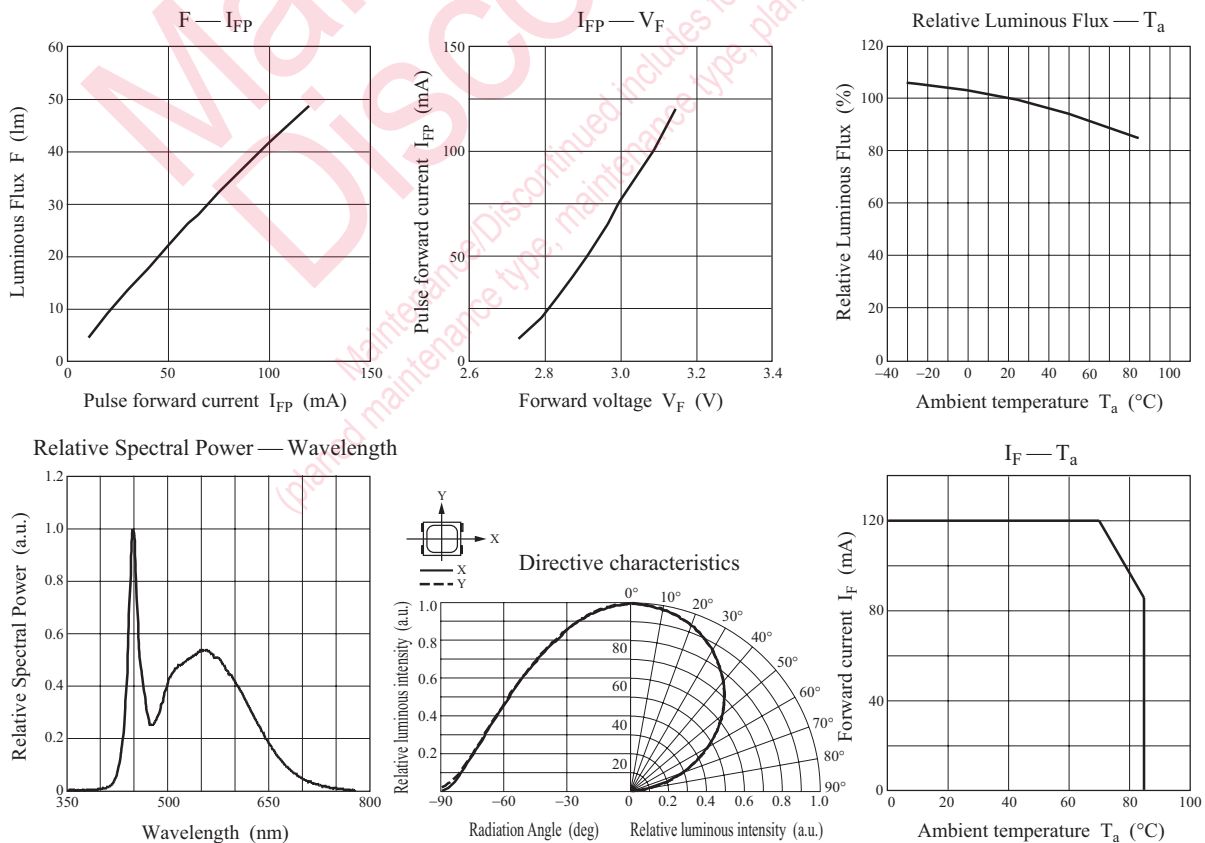 F — IFP
60
50
40
30
20
10
0
Luminous Flux F (lm)
0 50 100 150
Pulse forward current IFP (mA)
IFP — VF
150
100
50
0
Pulse forward current IFP (mA)
2.6 2.8 3.0 3.2 3.4
Forward voltage VF (V)
Relative Luminous Flux — Ta
120
100
80
60
40
20
0
Relative Luminous Flux (%)
−40 −20 0 20 40 60 80 100
Ambient temperature Ta (°C)
Relative Spectral Power — Wavelength
1.2
1.0
0.8
0.6
0.4
0.2
0
Relative Spectral Power (a.u.)
350 500 650 800
Wavelength (nm)
Y
X
X
Y
Directive characteristics
1.0
0.8
0.6
0.4
0.2
Relative luminous intensity (a.u.)
80
60
40
20
0° 10° 20° 30° 40° 50° 60° 70° 80° 90°
−90 −60 −30 0 0.2 0.4 0.6 0.8 1.0
Radiation Angle (deg) Relative luminous intensity (a.u.)
IF — Ta
120
80
40
0
Forward current IF (mA)
0 20 40 60 80 100
Ambient temperature Ta (°C)
Maintenance/Discontinued includes
(planed maintenance type, maintenance type, plan